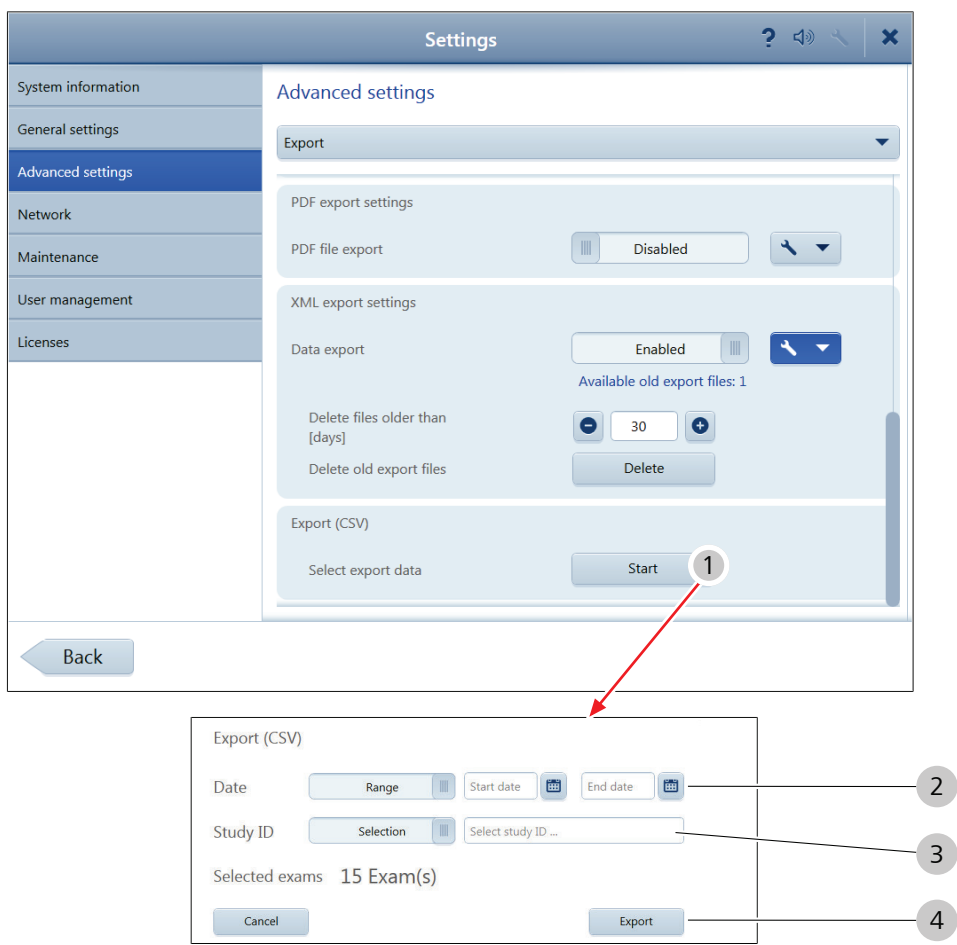 Settings ?
System information
General settings
Advanced settings
Network
Maintenance
User management
Licenses
Advanced settings
Export
PDF export settings
PDF file export Disabled
XML export settings
Data export Enabled
Available old export files: 1
Delete files older than
[days]
30
Delete old export files Delete
Export (CSV)
Select export data Start 1
Back
Export (CSV)
Date Range Start date End date 2
Study ID Selection Select study ID ... 3
Selected exams 15 Exam(s)
Cancel Export 4